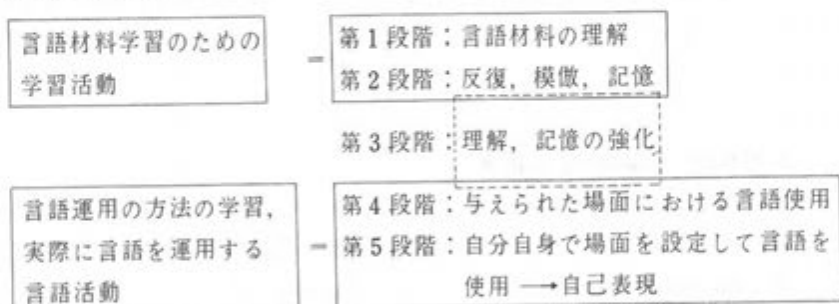 言語材料学習のための
学習活動
第1段階：言語材料の理解
第2段階：反復，模倣，記憶
第3段階：理解，記憶の強化
言語運用の方法の学習，
実際に言語を運用する
言語活動
第4段階：与えられた場面における言語使用
第5段階：自分自身で場面を設定して言語を
使用→自己表現